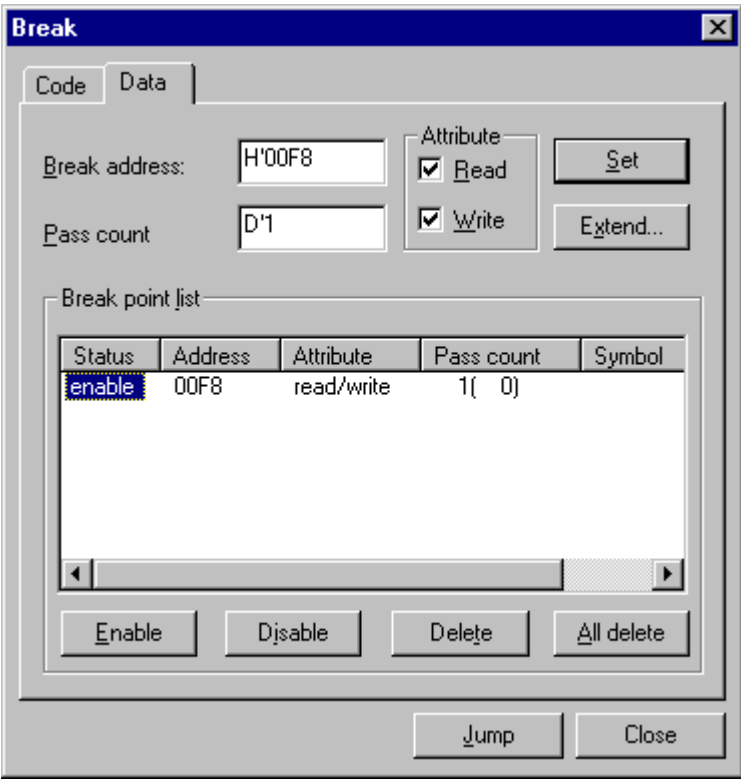 Break
Code Data
Break address: H'00F8
Attribute
Read
Set
Pass count D'1
Write
Extend...
Break point list
Status Address Attribute Pass count Symbol
enable 00F8 read/write 1( 0)
Enable Disable Delete All delete
Jump Close